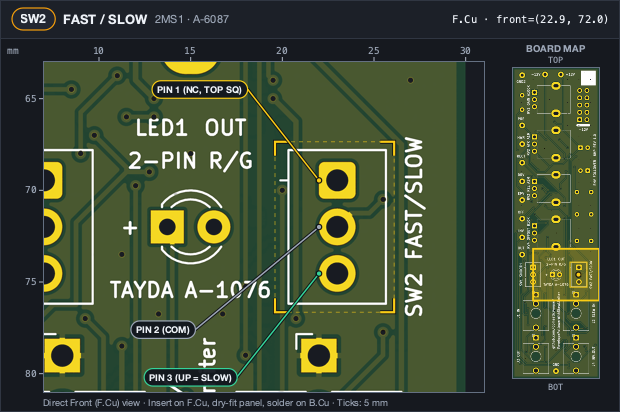 SW2 FAST / SLOW 2MS1 · A-6087 F.Cu · front=(22.9, 72.0)
mm 10 15 20 25 30
BOARD MAP
TOP
65
70
75
80
PIN 1 (NC, TOP SQ)
LED1 OUT
2-PIN R/G
+
TAYDA A-1076
SW2 FAST/SLOW
PIN 2 (COM)
PIN 3 (UP = SLOW)
ter
BOT
Direct Front (F.Cu) view · Insert on F.Cu, dry-fit panel, solder on B.Cu · Ticks: 5 mm